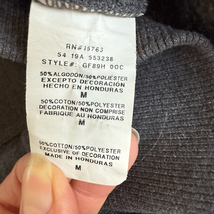 RN#15763
54 19A 553238
STYLE#: GF89H 00C
50%ALGODON/50%POLIESTER
EXCEPTO DECORACIÓN
HECHO EN HONDURAS
M
50%COTON/50%POLYESTER
DECORATION NON COMPRISE
FABRIQUE AU HONDURAS
M
50%COTTON/50%POLYESTER
EXCLUSIVE OF DECORATION
MADE IN HONDURAS
M